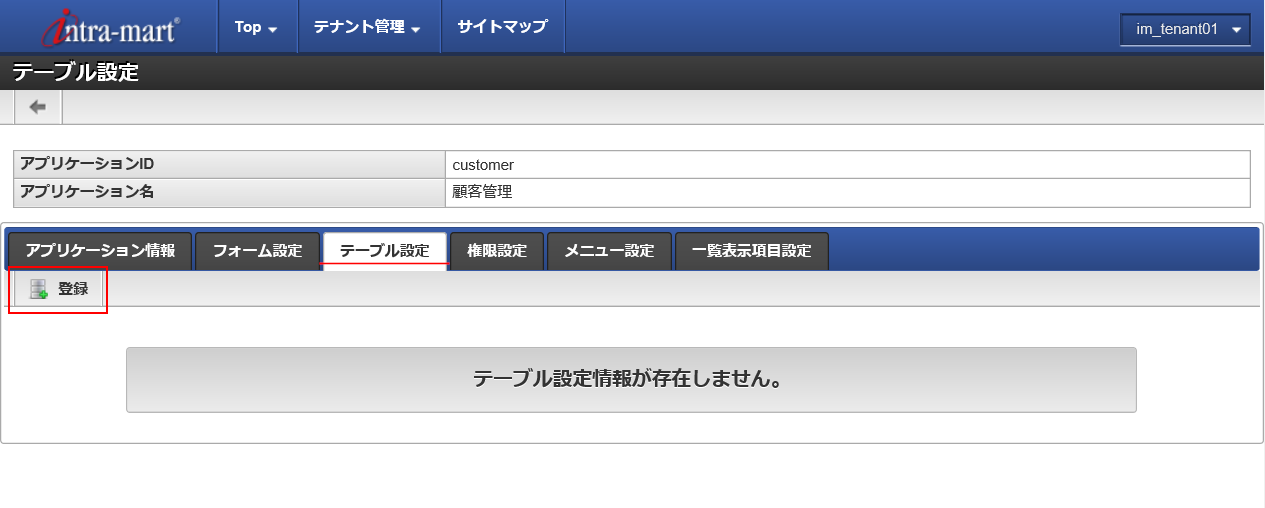 intra-mart Top テナント管理 サイトマップ im_tenant01
テーブル設定
アプリケーションID customer
アプリケーション名 顧客管理
アプリケーション情報 フォーム設定 テーブル設定 権限設定 メニュー設定 一覧表示項目設定
登録
テーブル設定情報が存在しません。